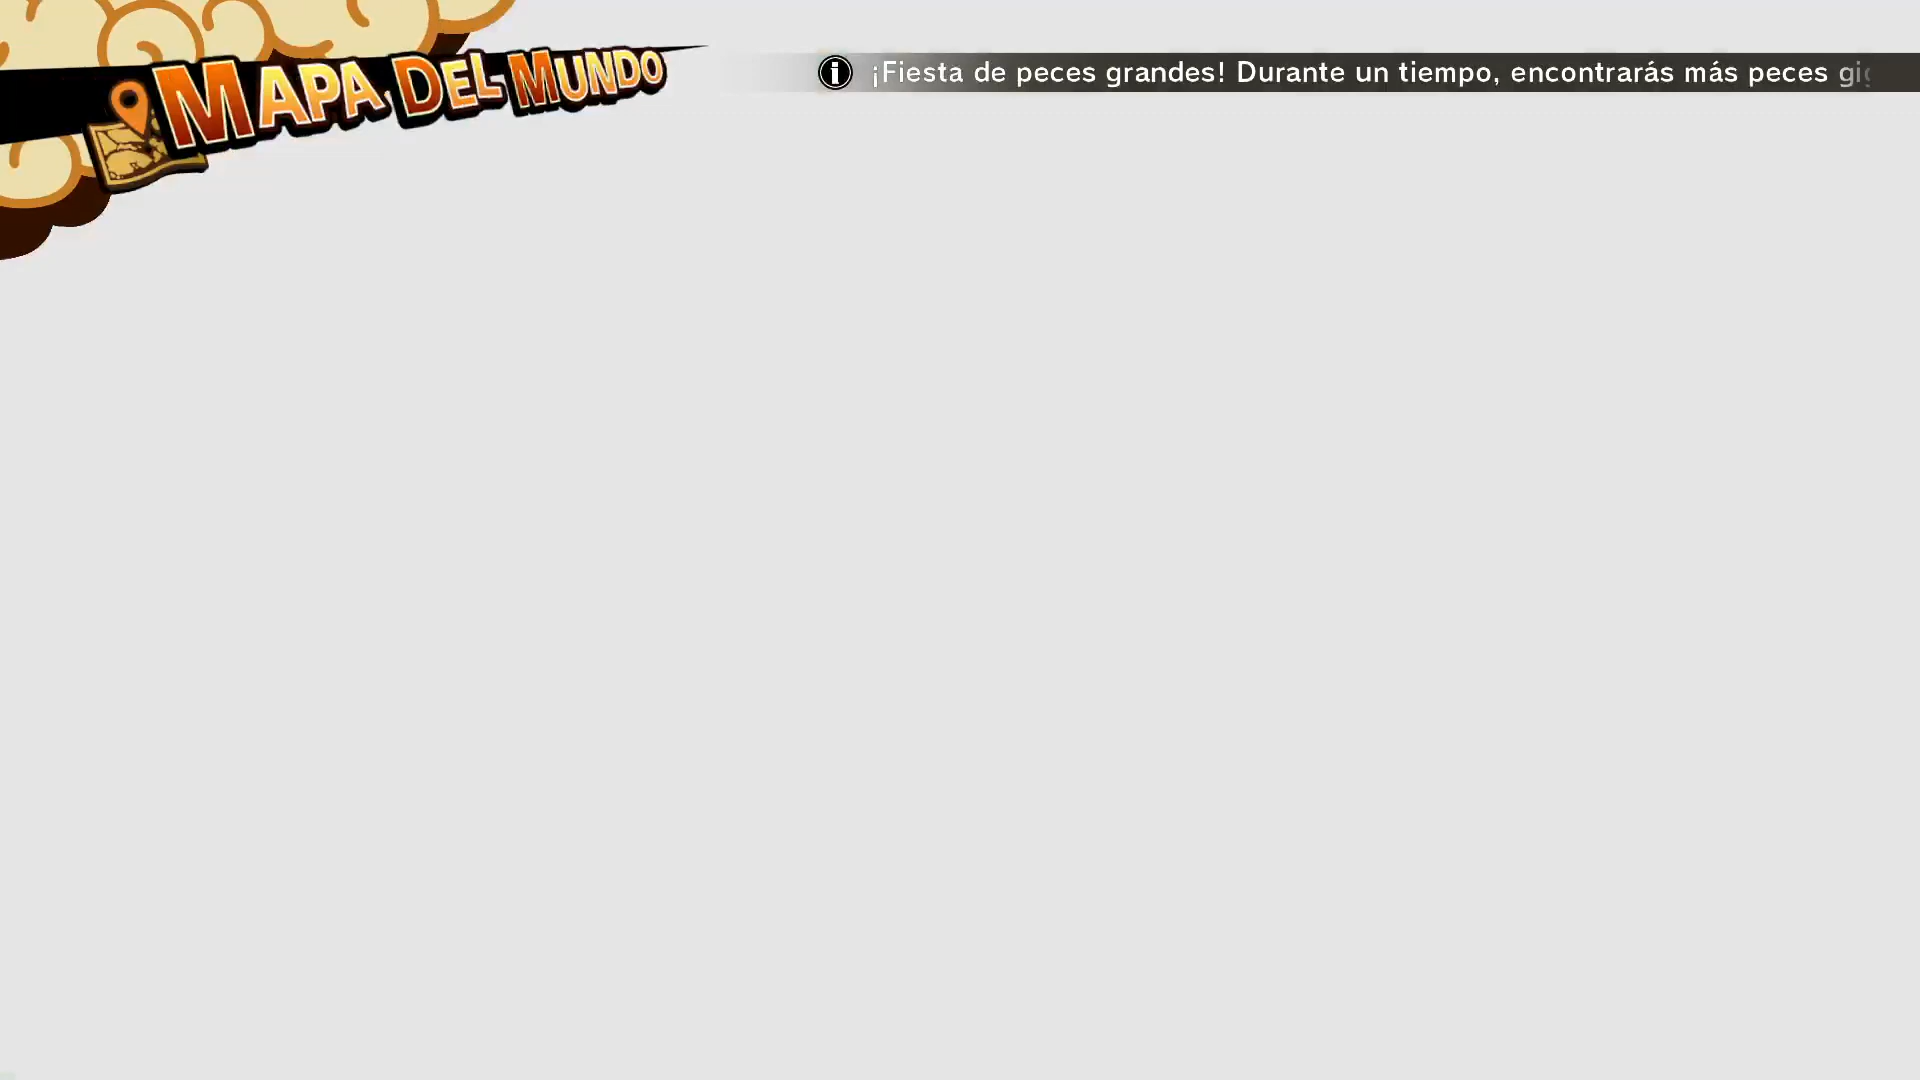 MAPA DEL MUNDO
¡Fiesta de peces grandes! Durante un tiempo, encontrarás más peces